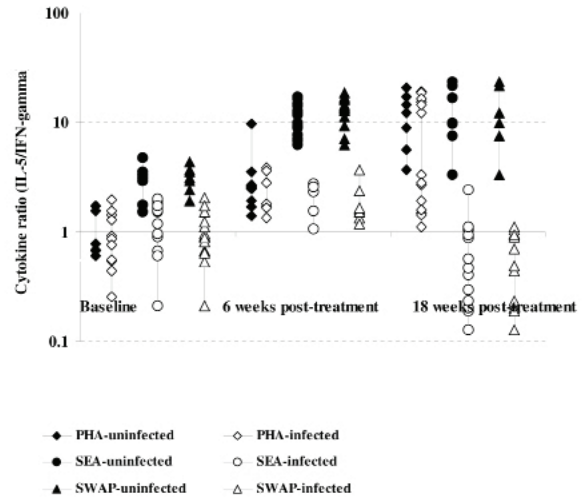 100
10
1
0.1
Cytokine ratio (IL-5/IFN-gamma
Baseline
6 weeks post-treatment
18 weeks post-treatment
PHA-uninfected
PHA-infected
SEA-uninfected
SEA-infected
SWAP-uninfected
SWAP-infected